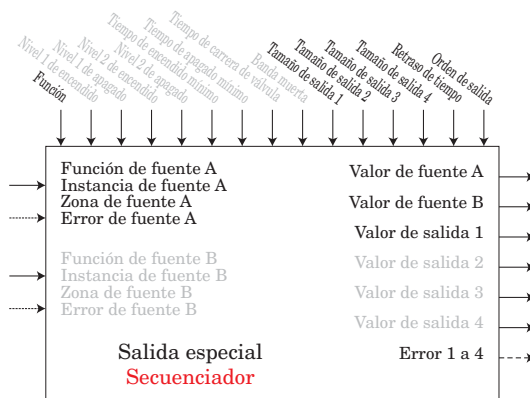 Función
Nivel 1 de encendido
Nivel 1 de apagado
Nivel 2 de encendido
Nivel 2 de apagado
Tiempo de encendido mínimo
Tiempo de apagado mínimo
Tiempo de carrera de válvula
Banda muerta
Tamaño de salida 1
Tamaño de salida 2
Tamaño de salida 3
Tamaño de salida 4
Retraso de tiempo
Orden de salida
Función de fuente A
Instancia de fuente A
Zona de fuente A
Error de fuente A
Función de fuente B
Instancia de fuente B
Zona de fuente B
Error de fuente B
Valor de fuente A
Valor de fuente B
Valor de salida 1
Valor de salida 2
Valor de salida 3
Valor de salida 4
Error 1 a 4
Salida especial
Secuenciador